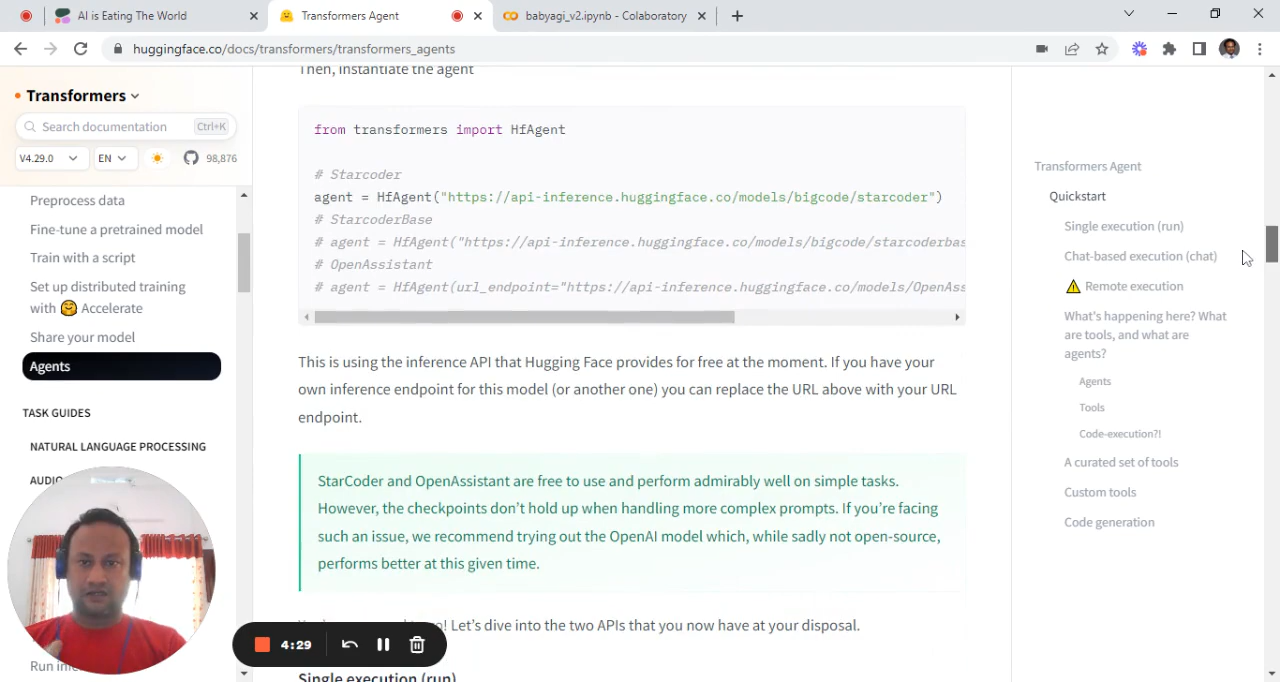 AI is Eating The World
Transformers Agent
babyagi_v2.ipynb - Colaboratory
huggingface.co/docs/transformers/transformers_agents
Transformers
Search documentation
Ctrl+K
V4.29.0
EN
98,876
Preprocess data
Fine-tune a pretrained model
Train with a script
Set up distributed training
with 🤗 Accelerate
Share your model
Agents
TASK GUIDES
NATURAL LANGUAGE PROCESSING
AUDIO
Then, instantiate the agent
from transformers import HfAgent
# Starcoder
agent = HfAgent("https://api-inference.huggingface.co/models/bigcode/starcoder")
# StarcoderBase
# agent = HfAgent("https://api-inference.huggingface.co/models/bigcode/starcoderbas
# OpenAssistant
# agent = HfAgent(url_endpoint="https://api-inference.huggingface.co/models/OpenAss
This is using the inference API that Hugging Face provides for free at the moment. If you have your
own inference endpoint for this model (or another one) you can replace the URL above with your URL
endpoint.
StarCoder and OpenAssistant are free to use and perform admirably well on simple tasks.
However, the checkpoints don't hold up when handling more complex prompts. If you're facing
such an issue, we recommend trying out the OpenAI model which, while sadly not open-source,
performs better at this given time.
Let's dive into the two APIs that you now have at your disposal.
Single execution (run)
4:29
Transformers Agent
Quickstart
Single execution (run)
Chat-based execution (chat)
⚠️ Remote execution
What's happening here? What
are tools, and what are
agents?
Agents
Tools
Code-execution?!
A curated set of tools
Custom tools
Code generation
Run